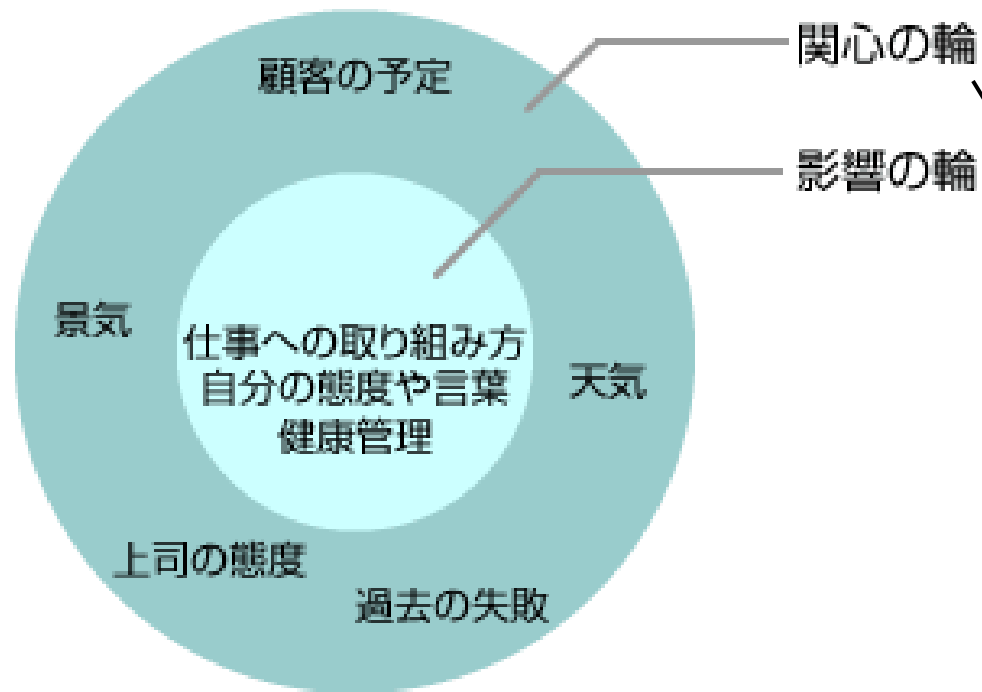 関心の輪
顧客の予定
影響の輪
景気
仕事への取り組み方
自分の態度や言葉
健康管理
天気
上司の態度
過去の失敗